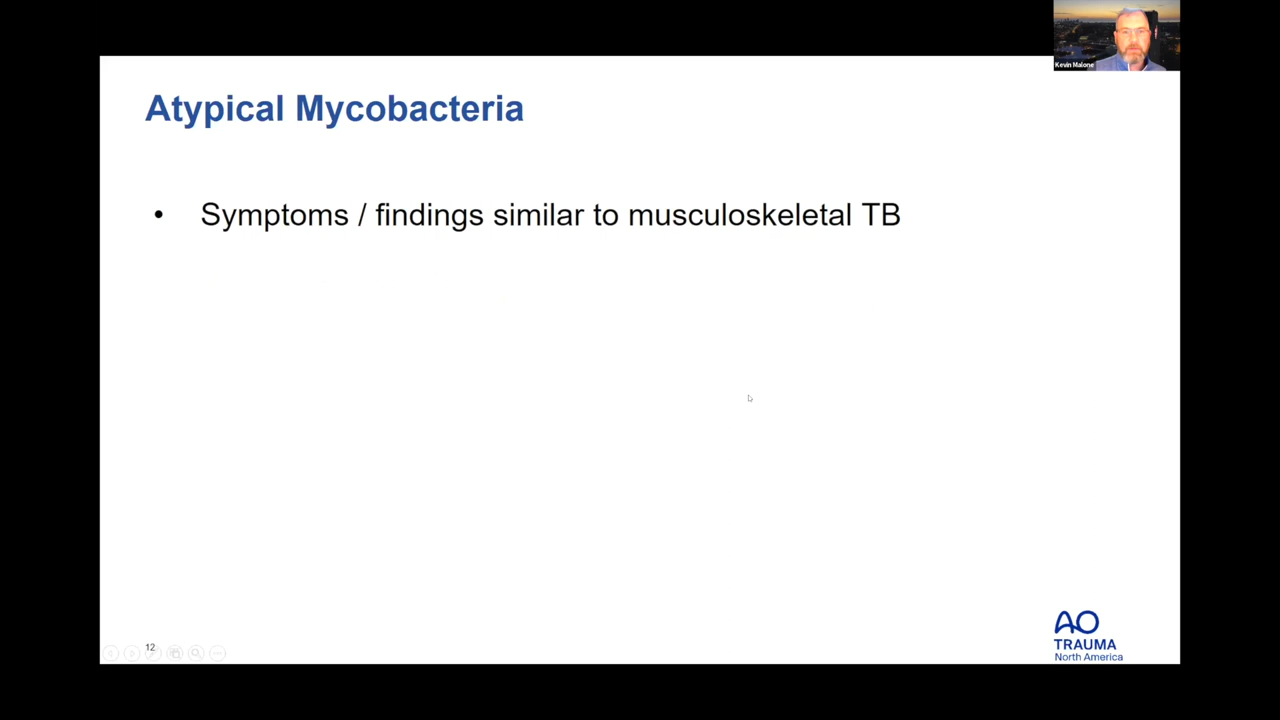 Kevin Malone
Atypical Mycobacteria
• Symptoms / findings similar to musculoskeletal TB
12
AO
TRAUMA
North America